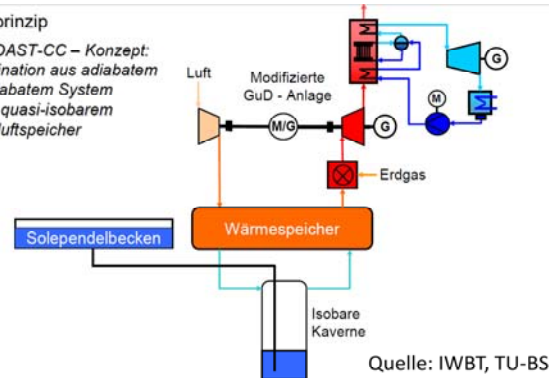 prinzip
OAST-CC – Konzept:
ination aus adiabatem
abatem System
quasi-isobarem
luftspeicher
Luft
Modifizierte
GuD - Anlage
M/G
G
G
M
Erdgas
Wärmespeicher
Solependelbecken
Isobare
Kaverne
Quelle: IWBT, TU-BS